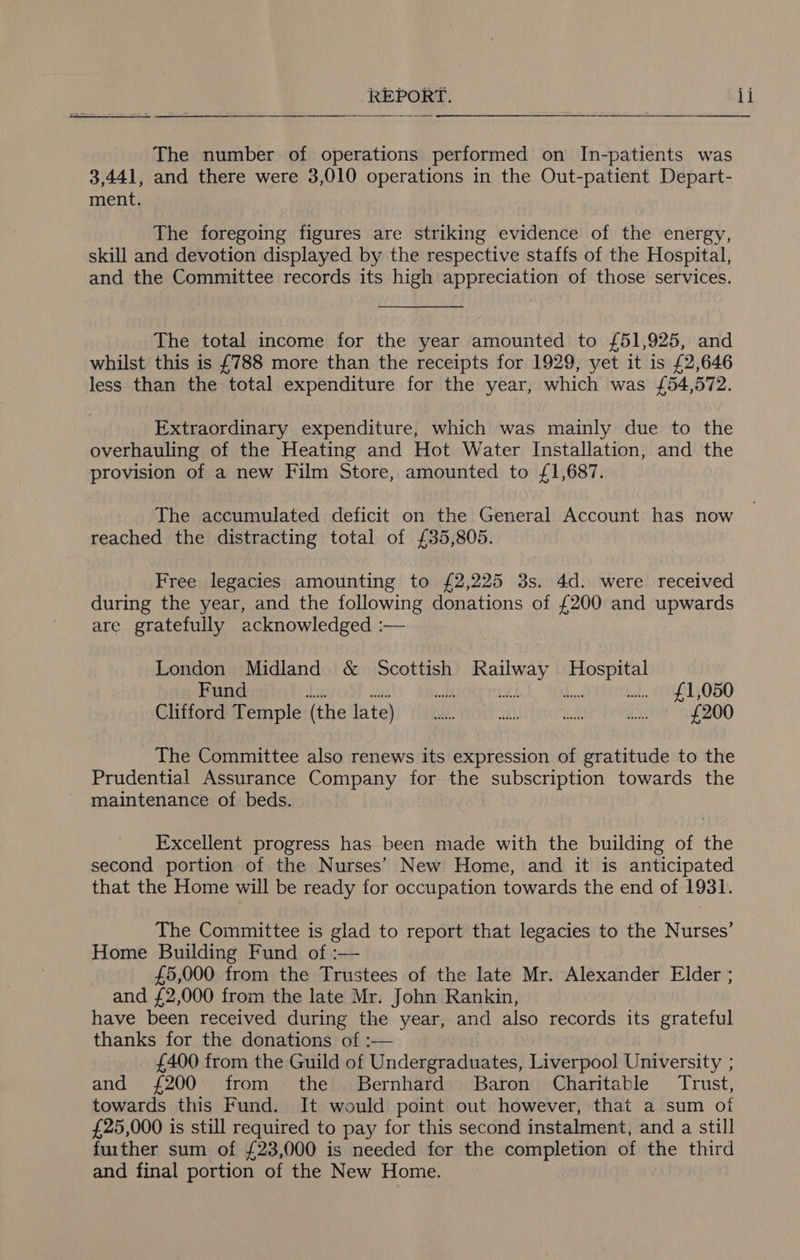 REPORT. ii
The number of operations performed on In-patients was
3,441, and there were 3,010 operations in the Out-patient Depart-
ment.
The foregoing figures are striking evidence of the energy,
skill and devotion displayed by the respective staffs of the Hospital,
and the Committee records its high appreciation of those services.
The total income for the year amounted to £51,925, and
whilst this is £788 more than the receipts for 1929, yet it is £2,646
less than the total expenditure for the year, which was £54,572.
Extraordinary expenditure, which was mainly due to the
overhauling of the Heating and Hot Water Installation, and the
provision of a new Film Store, amounted to £1,687.
The accumulated deficit on the General Account has now
reached the distracting total of £35,805.
Free legacies amounting to £2,225 3s. 4d. were received
during the year, and the following donations of £200 and upwards
are gratefully acknowledged :—
London Midland & Scottish Railway Hospital
Fund ...... ...... ...... ...... ...... ...... £1,050
Clifford Temple (the late) ...... ...... ...... ...... £200
The Committee also renews its expression of gratitude to the
Prudential Assurance Company for the subscription towards the
maintenance of beds.
Excellent progress has been made with the building of the
second portion of the Nurses' New Home, and it is anticipated
that the Home will be ready for occupation towards the end of 1931.
The Committee is glad to report that legacies to the Nurses'
Home Building Fund of :—
£5,000 from the Trustees of the late Mr. Alexander Elder ;
and £2,000 from the late Mr. John Rankin,
have been received during the year, and also records its grateful
thanks for the donations of :—
£400 from the Guild of Undergraduates, Liverpool University ;
and £200 from the Bernhard Baron Charitable Trust,
towards this Fund. It would point out however, that a sum of
£25,000 is still required to pay for this second instalment, and a still
further sum of £23,000 is needed for the completion of the third
and final portion of the New Home.